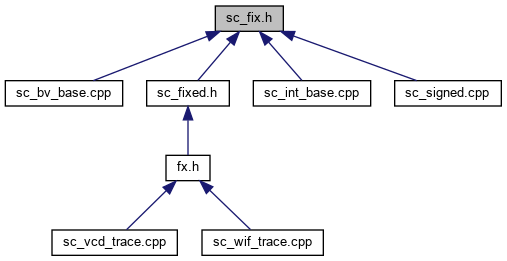 sc_fix.h
sc_bv_base.cpp
sc_fixed.h
sc_int_base.cpp
sc_signed.cpp
fx.h
sc_vcd_trace.cpp
sc_wif_trace.cpp